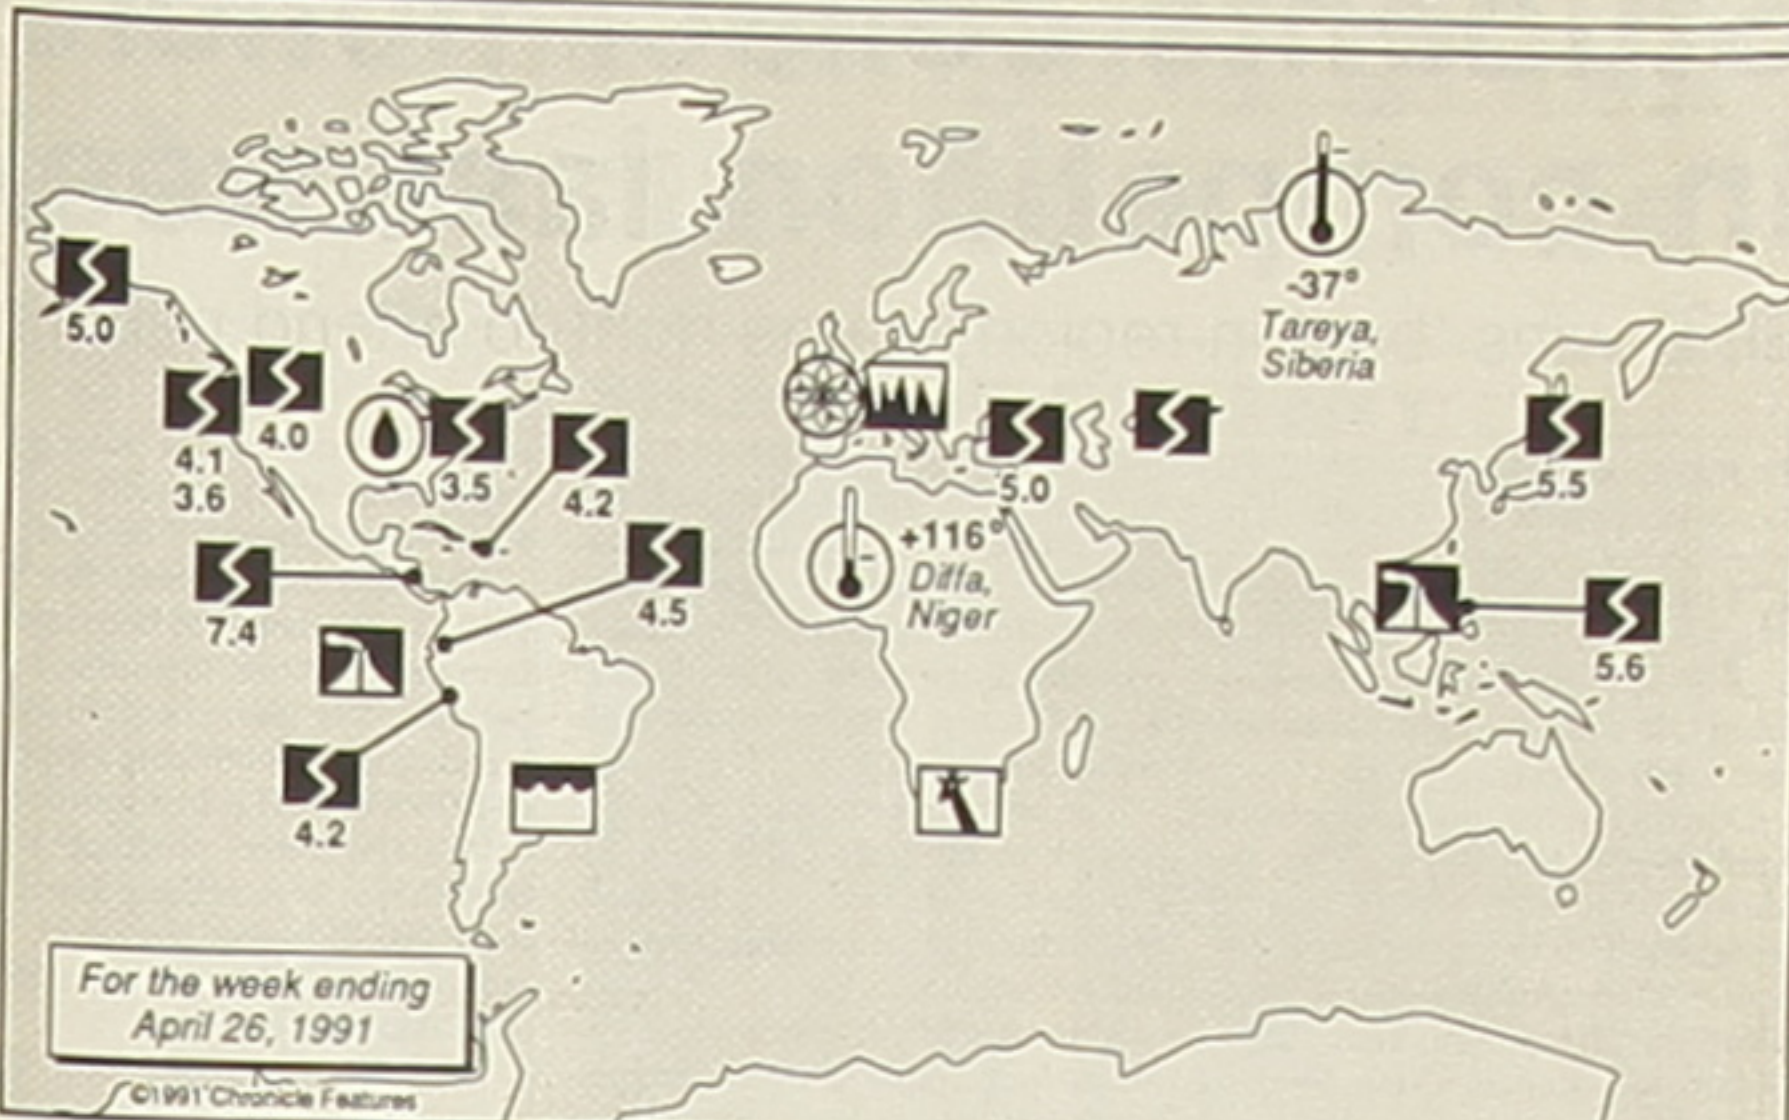 -37°
Tareya,
Siberia
5.0
4.0
4.1
3.6
3.5
4.2
5.0
5.5
+116°
Diffa,
Niger
7.4
4.5
5.6
4.2
For the week ending
April 26, 1991
©1991 Chronicle Features